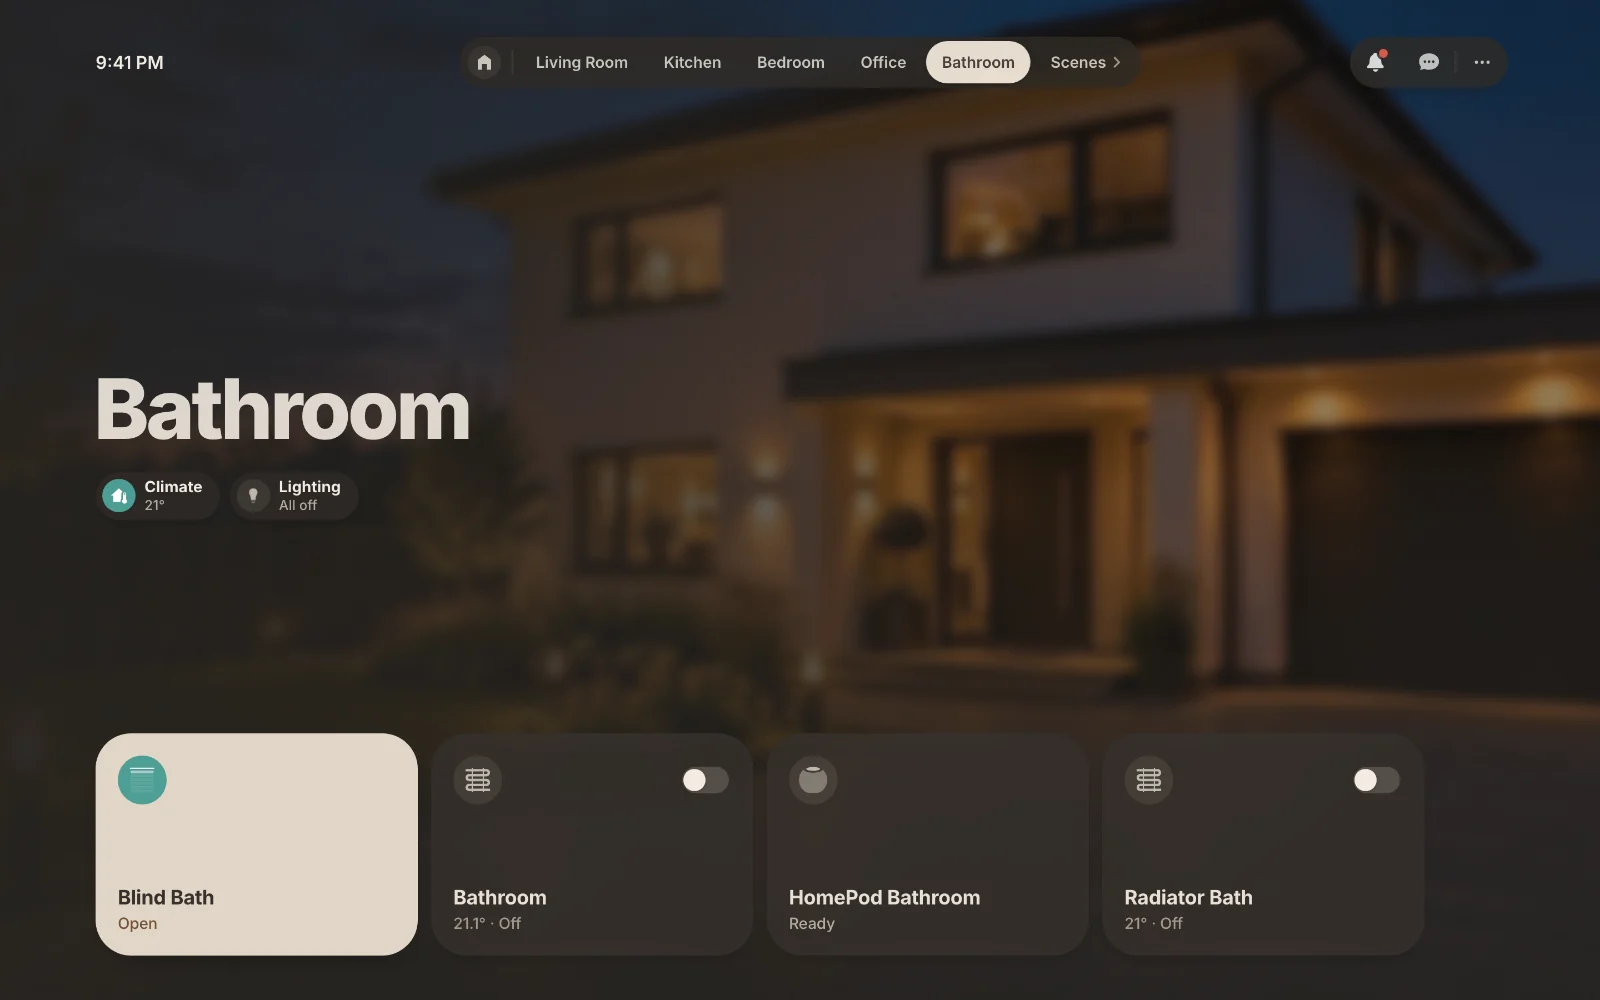 9:41 PM
Living Room
Kitchen
Bedroom
Office
Bathroom
Scenes
Bathroom
Climate
21°
Lighting
All off
Blind Bath
Open
Bathroom
21.1° · Off
HomePod Bathroom
Ready
Radiator Bath
21° · Off